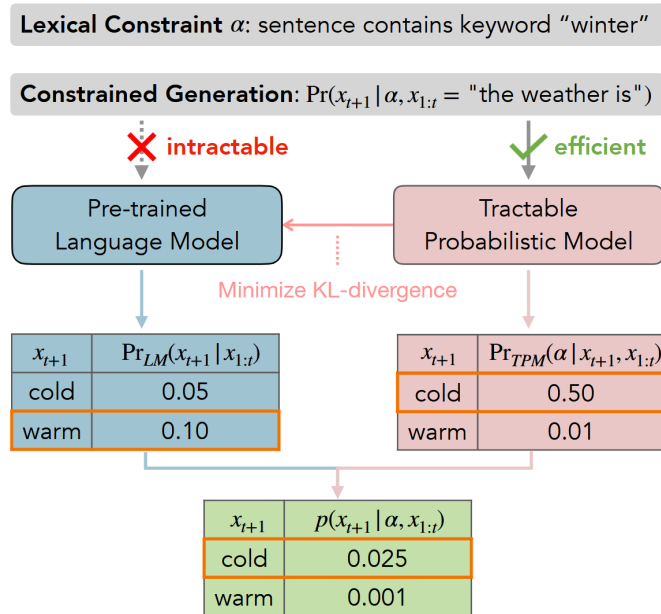 Lexical Constraint α: sentence contains keyword “winter”
Constrained Generation: Pr(x_{t+1} | α, x_{1:t} = "the weather is")
intractable
efficient
Pre-trained
Language Model
Tractable
Probabilistic Model
Minimize KL-divergence
x_{t+1} Pr_{LM}(x_{t+1} | x_{1:t})
cold 0.05
warm 0.10
x_{t+1} Pr_{TPM}(α | x_{t+1}, x_{1:t})
cold 0.50
warm 0.01
x_{t+1} p(x_{t+1} | α, x_{1:t})
cold 0.025
warm 0.001